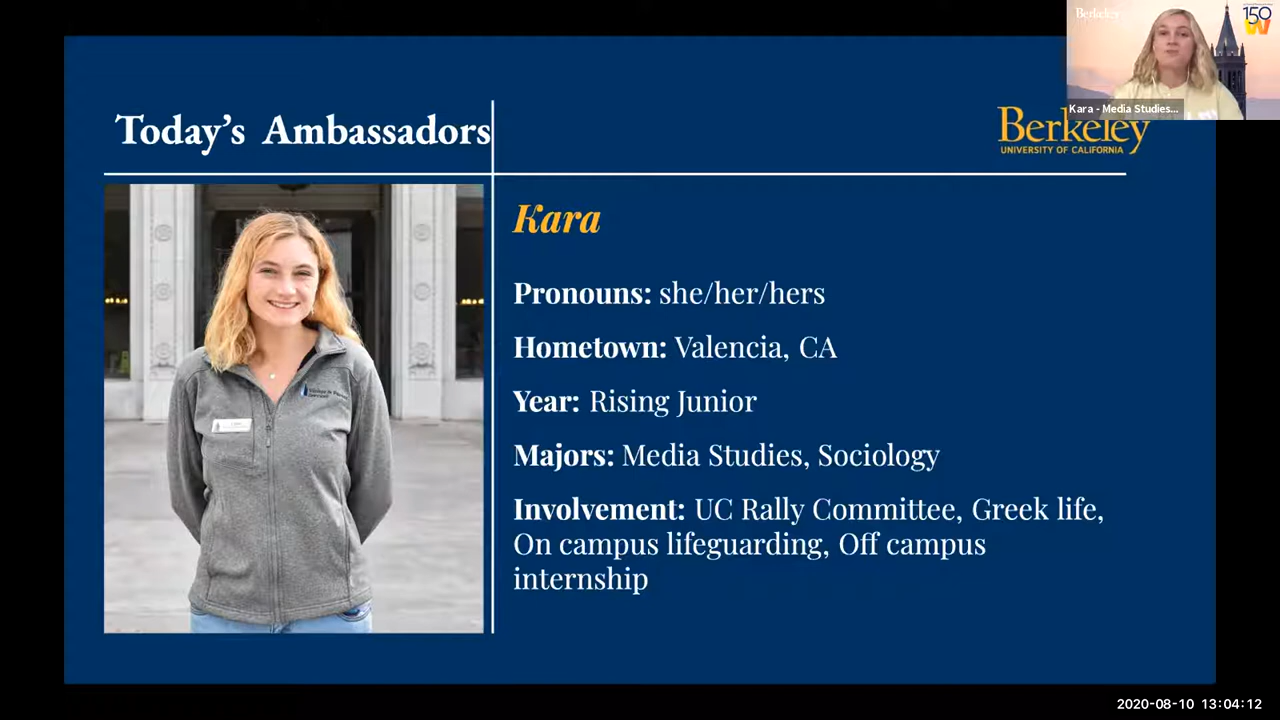 Berkeley
150
W
Kara - Media Studies...
Today's Ambassadors
Berkeley
UNIVERSITY OF CALIFORNIA
Kara
Pronouns: she/her/hers
Hometown: Valencia, CA
Year: Rising Junior
Majors: Media Studies, Sociology
Involvement: UC Rally Committee, Greek life,
On campus lifeguarding, Off campus
internship
2020-08-10 13:04:12